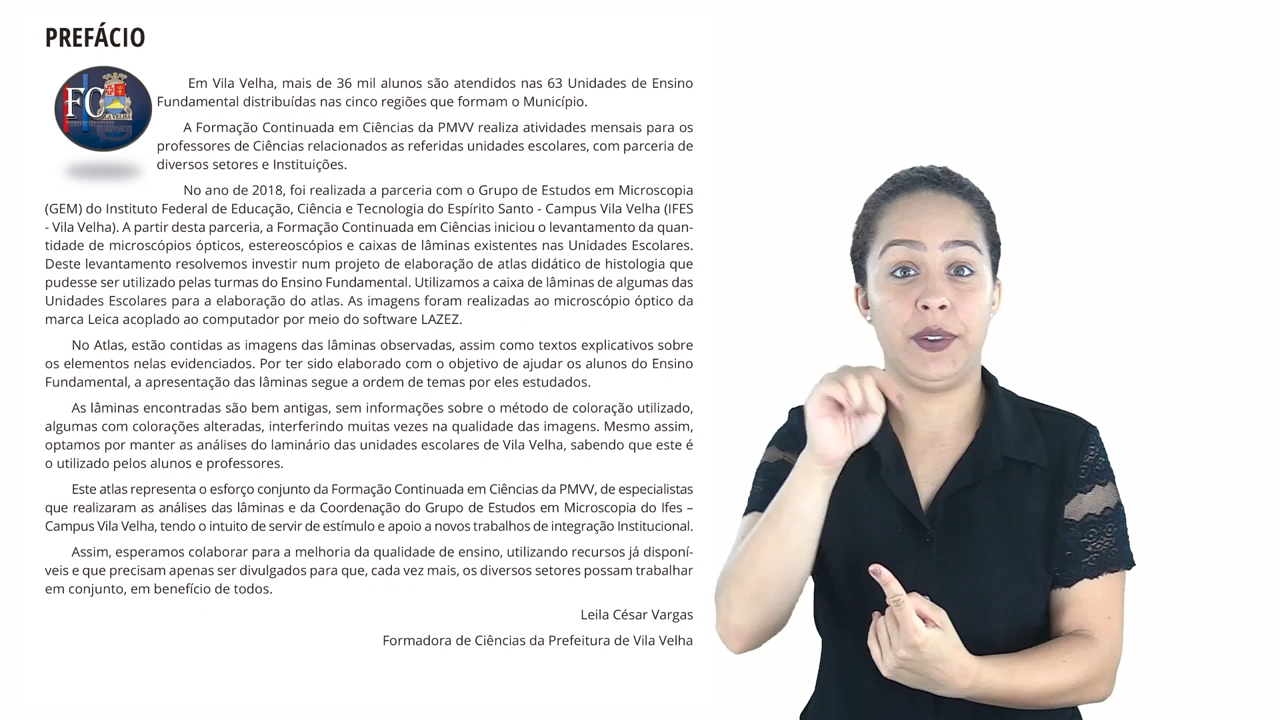 PREFÁCIO
FC
Em Vila Velha, mais de 36 mil alunos são atendidos nas 63 Unidades de Ensino
Fundamental distribuídas nas cinco regiões que formam o Município.
A Formação Continuada em Ciências da PMVV realiza atividades mensais para os
professores de Ciências relacionados as referidas unidades escolares, com parceria de
diversos setores e Instituições.
No ano de 2018, foi realizada a parceria com o Grupo de Estudos em Microscopia
(GEM) do Instituto Federal de Educação, Ciência e Tecnologia do Espírito Santo - Campus Vila Velha (IFES
- Vila Velha). A partir desta parceria, a Formação Continuada em Ciências iniciou o levantamento da quan-
tidade de microscópios ópticos, estereoscópios e caixas de lâminas existentes nas Unidades Escolares.
Deste levantamento resolvemos investir num projeto de elaboração de atlas didático de histologia que
pudesse ser utilizado pelas turmas do Ensino Fundamental. Utilizamos a caixa de lâminas de algumas das
Unidades Escolares para a elaboração do atlas. As imagens foram realizadas ao microscópio óptico da
marca Leica acoplado ao computador por meio do software LAZEZ.
No Atlas, estão contidas as imagens das lâminas observadas, assim como textos explicativos sobre
os elementos nelas evidenciados. Por ter sido elaborado com o objetivo de ajudar os alunos do Ensino
Fundamental, a apresentação das lâminas segue a ordem de temas por eles estudados.
As lâminas encontradas são bem antigas, sem informações sobre o método de coloração utilizado,
algumas com colorações alteradas, interferindo muitas vezes na qualidade das imagens. Mesmo assim,
optamos por manter as análises do laminário das unidades escolares de Vila Velha, sabendo que este é
o utilizado pelos alunos e professores.
Este atlas representa o esforço conjunto da Formação Continuada em Ciências da PMVV, de especialistas
que realizaram as análises das lâminas e da Coordenação do Grupo de Estudos em Microscopia do Ifes –
Campus Vila Velha, tendo o intuito de servir de estímulo e apoio a novos trabalhos de integração Institucional.
Assim, esperamos colaborar para a melhoria da qualidade de ensino, utilizando recursos já disponí-
veis e que precisam apenas ser divulgados para que, cada vez mais, os diversos setores possam trabalhar
em conjunto, em benefício de todos.
Leila César Vargas
Formadora de Ciências da Prefeitura de Vila Velha